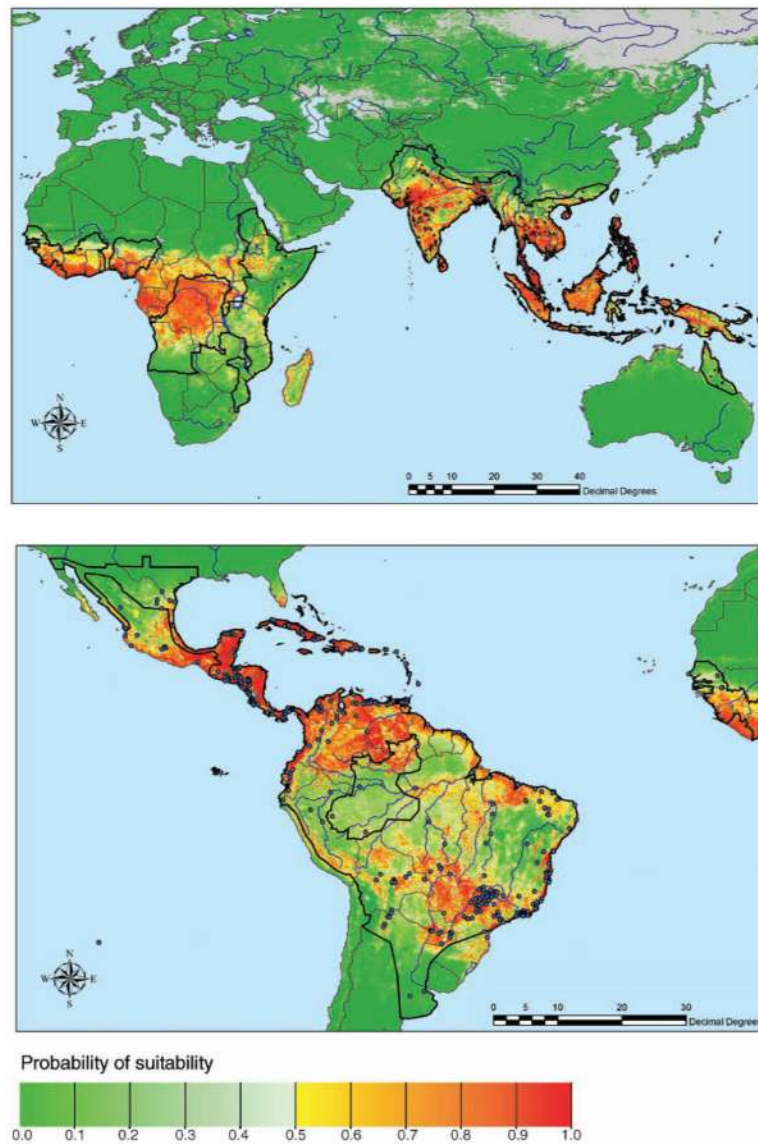 N
W E
S
0 5 10 20 30 40
Decimal Degrees
N
W E
S
0 5 10 20 30
Decimal Degrees
Probability of suitability
0.0 0.1 0.2 0.3 0.4 0.5 0.6 0.7 0.8 0.9 1.0